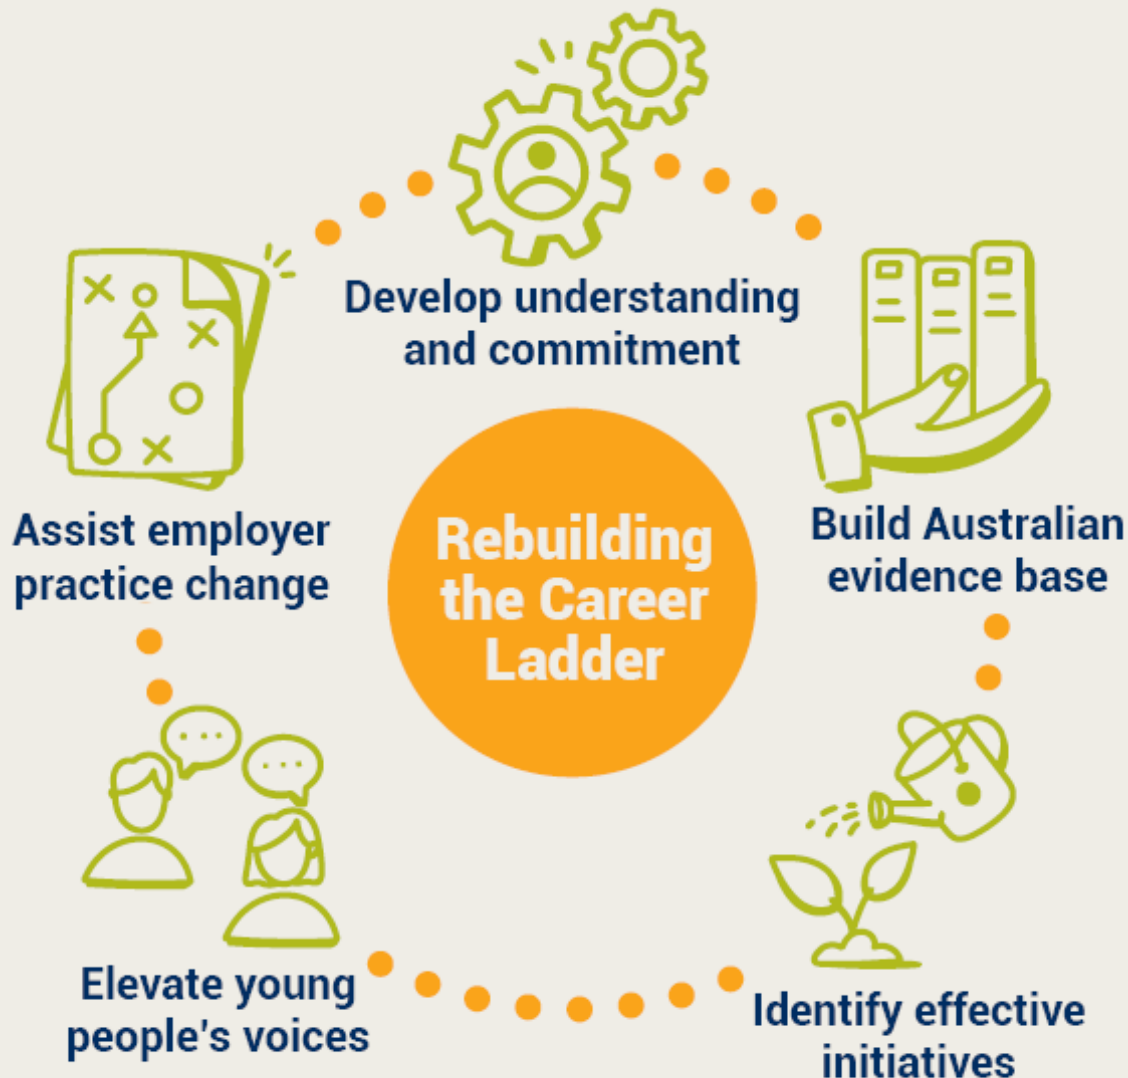 Develop understanding
and commitment
Build Australian
evidence base
Identify effective
initiatives
Elevate young
people's voices
Assist employer
practice change
Rebuilding
the Career
Ladder